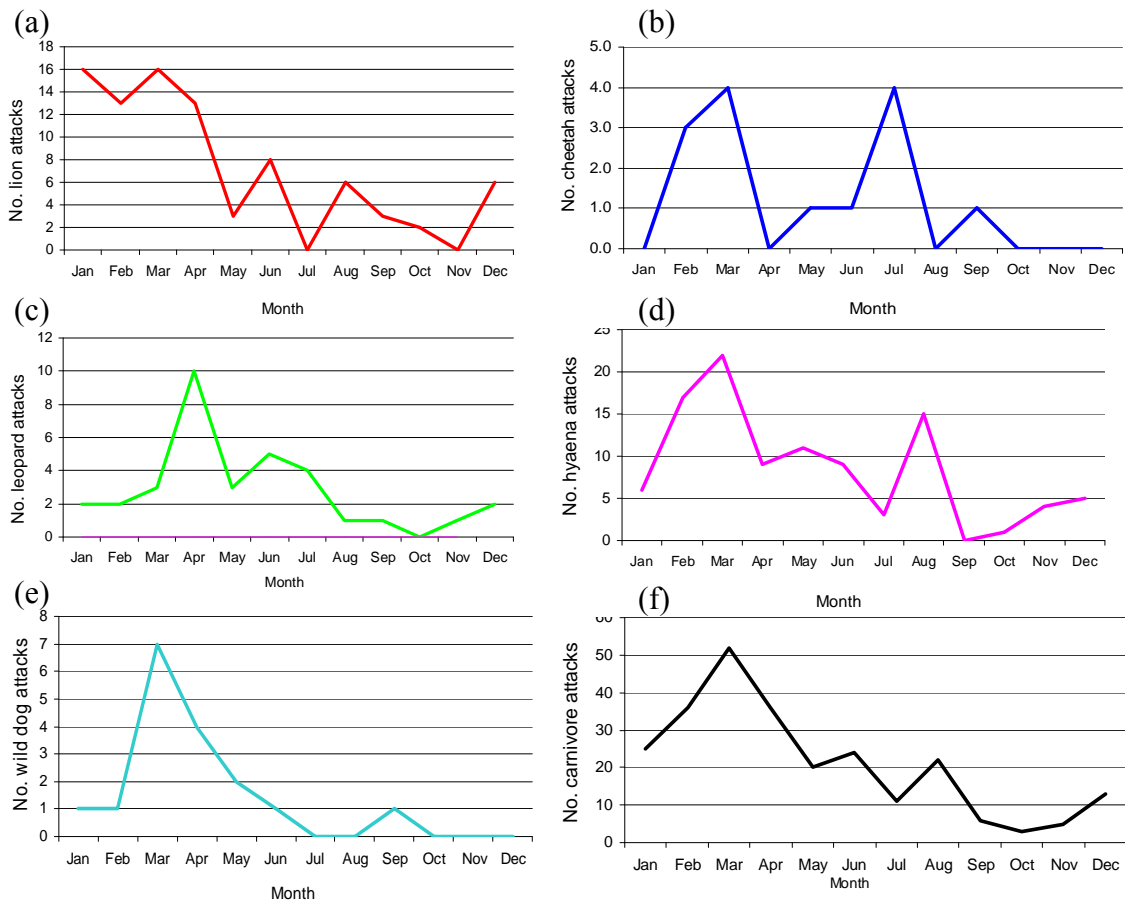 (a)
No. lion attacks
18
16
14
12
10
8
6
4
2
0
Jan Feb Mar Apr May Jun Jul Aug Sep Oct Nov Dec
Month
(b)
No. cheetah attacks
5.0
4.0
3.0
2.0
1.0
0.0
Jan Feb Mar Apr May Jun Jul Aug Sep Oct Nov Dec
Month
(c)
No. leopard attacks
12
10
8
6
4
2
0
Jan Feb Mar Apr May Jun Jul Aug Sep Oct Nov Dec
Month
(d)
No. hyaena attacks
25
20
15
10
5
0
Jan Feb Mar Apr May Jun Jul Aug Sep Oct Nov Dec
Month
(e)
No. wild dog attacks
8
7
6
5
4
3
2
1
0
Jan Feb Mar Apr May Jun Jul Aug Sep Oct Nov Dec
Month
(f)
No. carnivore attacks
60
50
40
30
20
10
0
Jan Feb Mar Apr May Jun Jul Aug Sep Oct Nov Dec
Month